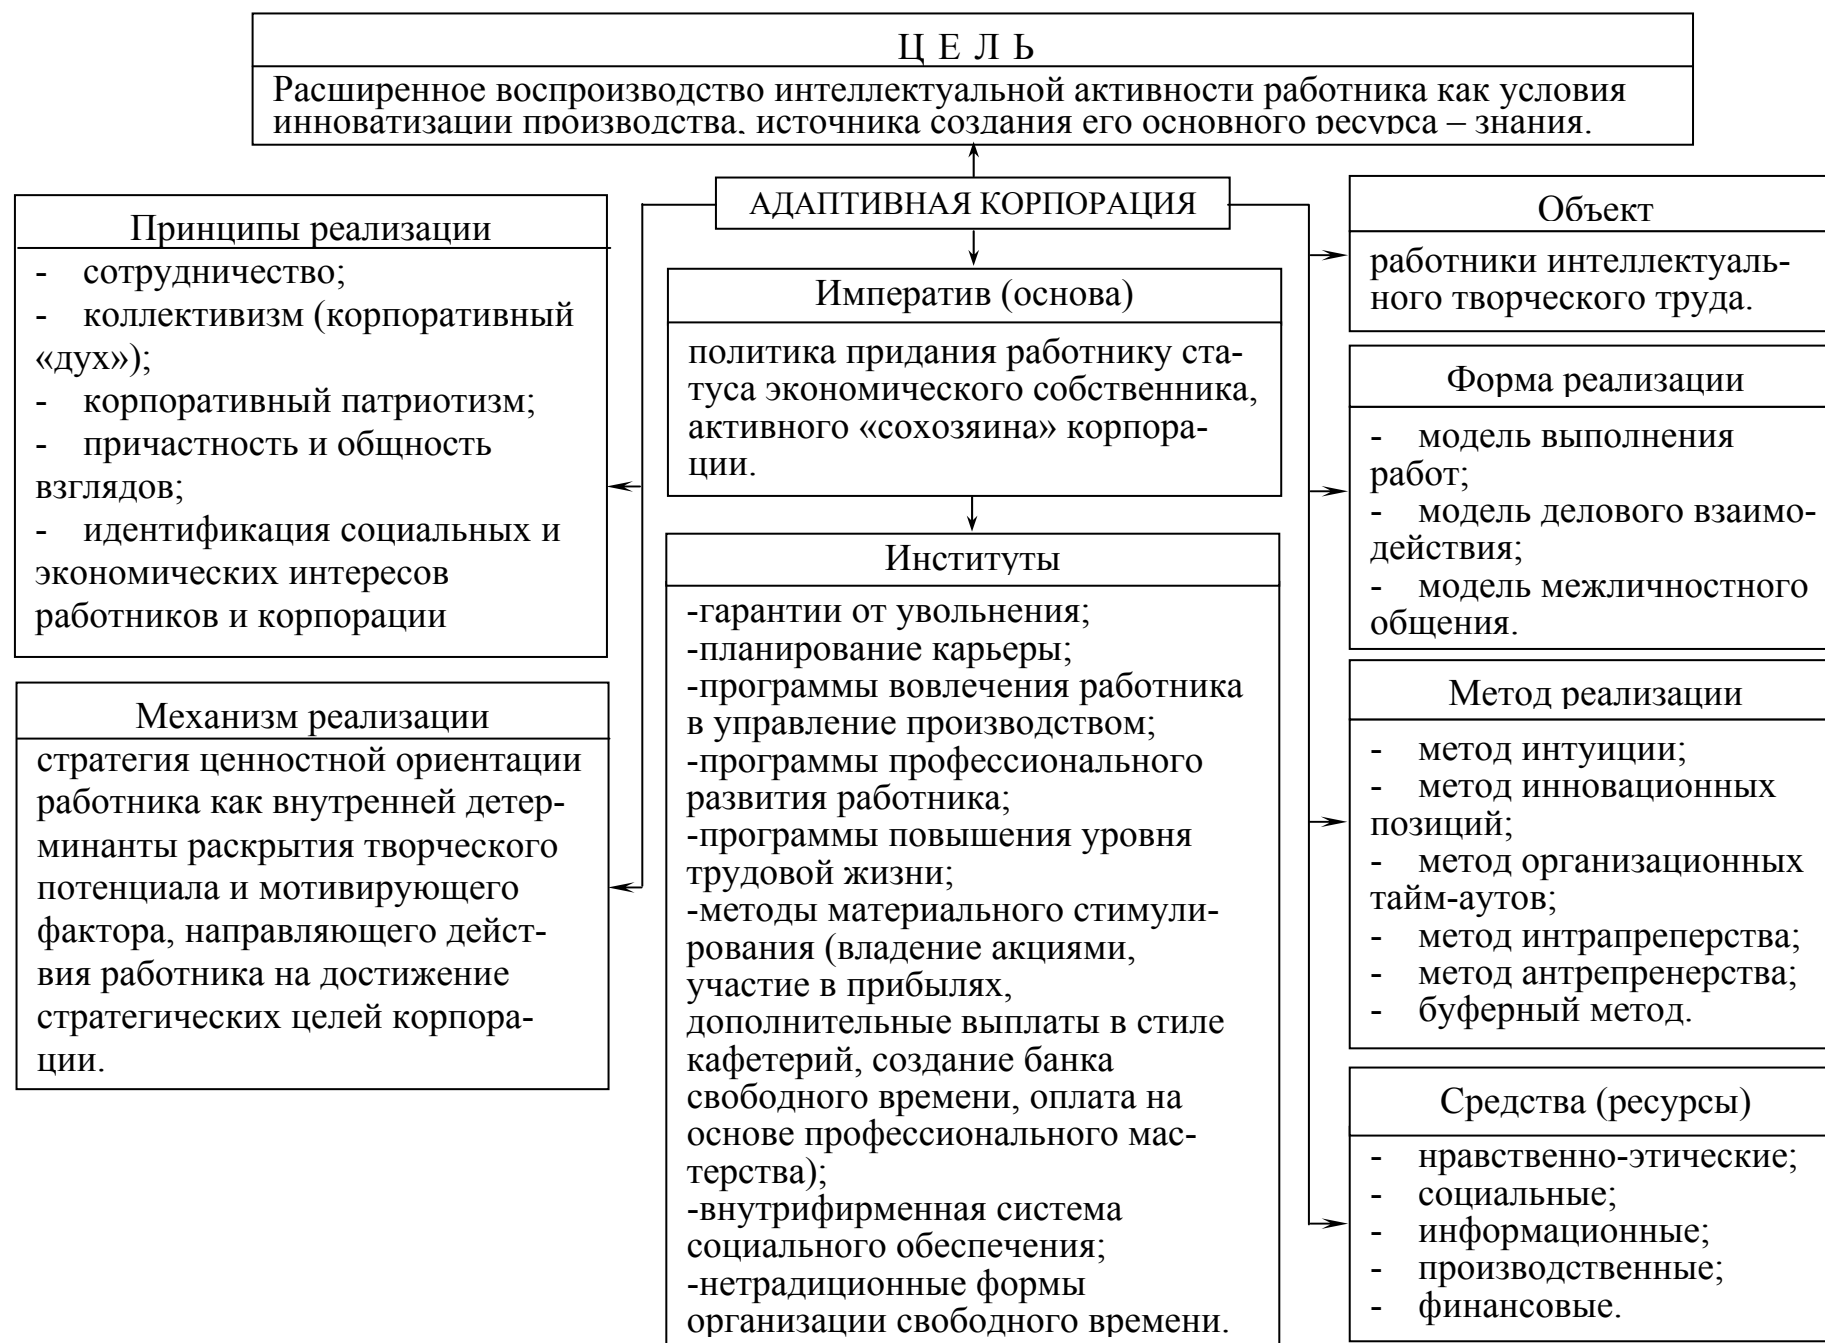 Ц Е Л Ь
Расширенное воспроизводство интеллектуальной активности работника как условия
инноватизации производства, источника создания его основного ресурса – знания.
АДАПТИВНАЯ КОРПОРАЦИЯ
Принципы реализации
- сотрудничество;
- коллективизм (корпоративный
«дух»);
- корпоративный патриотизм;
- причастность и общность
взглядов;
- идентификация социальных и
экономических интересов
работников и корпорации
Механизм реализации
стратегия ценностной ориентации
работника как внутренней детер-
минанты раскрытия творческого
потенциала и мотивирующего
фактора, направляющего дейст-
вия работника на достижение
стратегических целей корпора-
ции.
Императив (основа)
политика придания работнику ста-
туса экономического собственника,
активного «сохозяина» корпора-
ции.
Институты
-гарантии от увольнения;
-планирование карьеры;
-программы вовлечения работника
в управление производством;
-программы профессионального
развития работника;
-программы повышения уровня
трудовой жизни;
-методы материального стимули-
рования (владение акциями,
участие в прибылях,
дополнительные выплаты в стиле
кафетерий, создание банка
свободного времени, оплата на
основе профессионального мас-
терства);
-внутрифирменная система
социального обеспечения;
-нетрадиционные формы
организации свободного времени.
Объект
работники интеллектуаль-
ного творческого труда.
Форма реализации
- модель выполнения
работ;
- модель делового взаимо-
действия;
- модель межличностного
общения.
Метод реализации
- метод интуиции;
- метод инновационных
позиций;
- метод организационных
тайм-аутов;
- метод интрапреперства;
- метод антрепренерства;
- буферный метод.
Средства (ресурсы)
- нравственно-этические;
- социальные;
- информационные;
- производственные;
- финансовые.